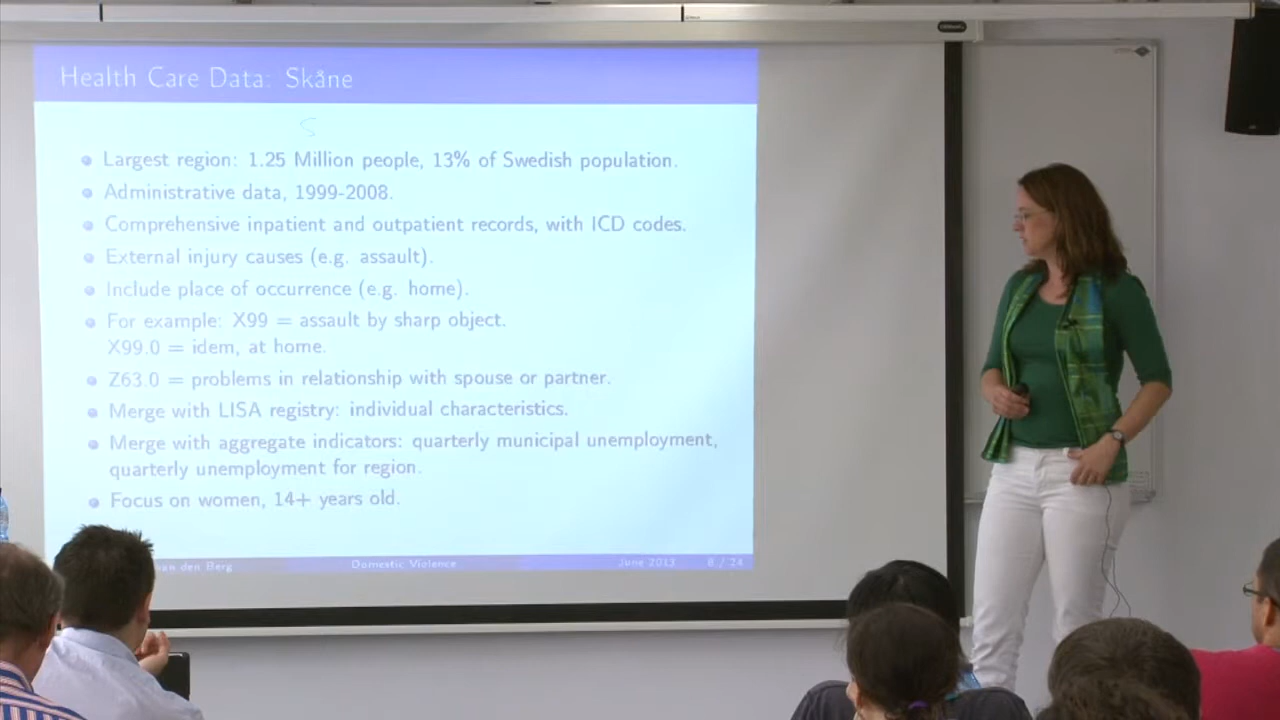 Health Care Data: Skåne
S
Largest region: 1.25 Million people, 13% of Swedish population.
Administrative data, 1999-2008.
Comprehensive inpatient and outpatient records, with ICD codes.
External injury causes (e.g. assault).
Include place of occurrence (e.g. home).
For example: X99 = assault by sharp object.
X99.0 = idem, at home.
Z63.0 = problems in relationship with spouse or partner.
Merge with LISA registry: individual characteristics.
Merge with aggregate indicators: quarterly municipal unemployment,
quarterly unemployment for region.
Focus on women, 14+ years old.
van den Berg Domestic Violence June 2013 8 / 24